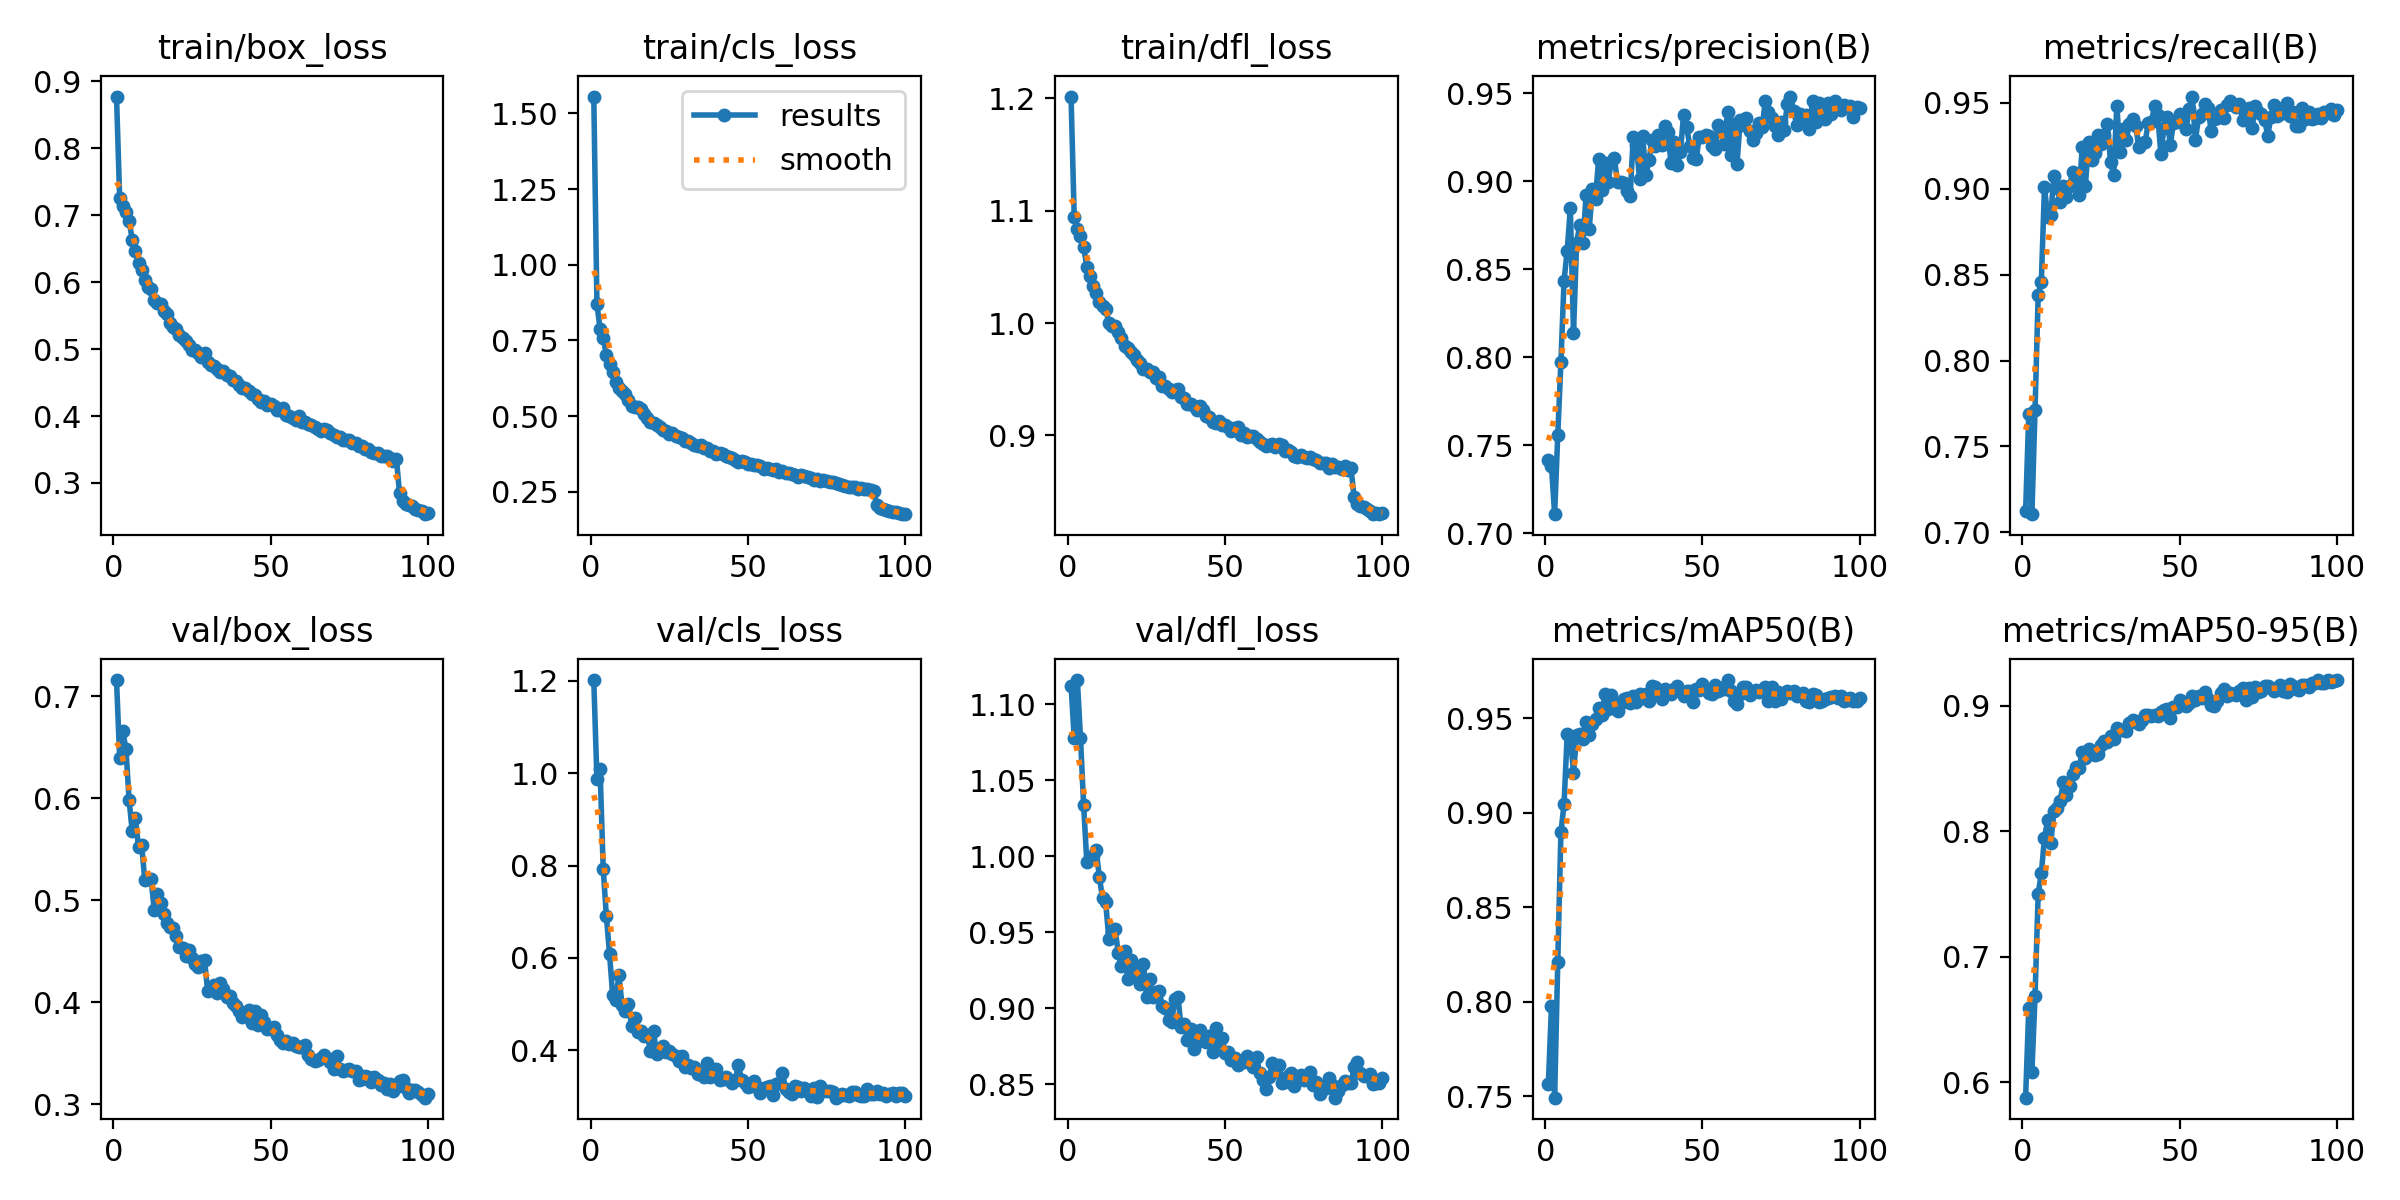 train/box_loss
train/cls_loss
train/dfl_loss
metrics/precision(B)
metrics/recall(B)
0.9
0.8
0.7
0.6
0.5
0.4
0.3
0 50 100
1.50
1.25
1.00
0.75
0.50
0.25
results
smooth
0 50 100
1.2
1.1
1.0
0.9
0 50 100
0.95
0.90
0.85
0.80
0.75
0.70
0 50 100
0.95
0.90
0.85
0.80
0.75
0.70
0 50 100
val/box_loss
val/cls_loss
val/dfl_loss
metrics/mAP50(B)
metrics/mAP50-95(B)
0.7
0.6
0.5
0.4
0.3
0 50 100
1.2
1.0
0.8
0.6
0.4
0 50 100
1.10
1.05
1.00
0.95
0.90
0.85
0 50 100
0.95
0.90
0.85
0.80
0.75
0 50 100
0.9
0.8
0.7
0.6
0 50 100